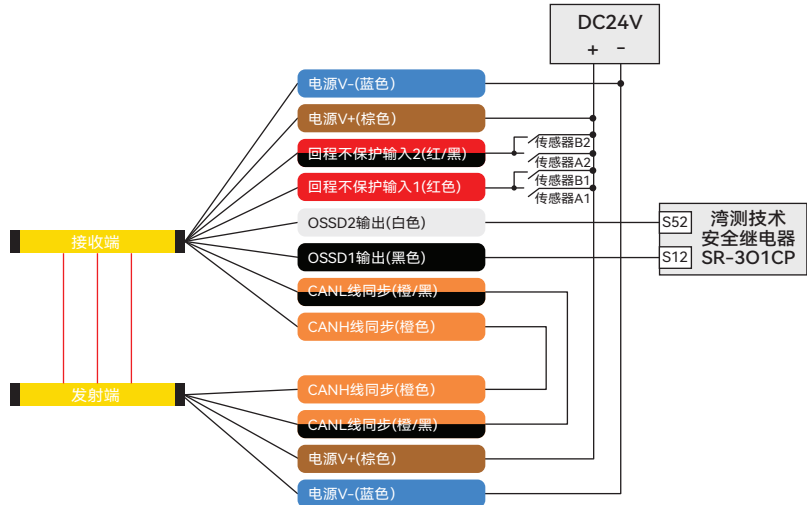 DC24V
+ -
电源V-(蓝色)
电源V+(棕色)
传感器B2
回程不保护输入2(红/黑)
传感器A2
传感器B1
回程不保护输入1(红色)
传感器A1
OSSD2输出(白色)
S52
湾测技术
安全继电器
接收端
OSSD1输出(黑色)
S12
SR-301CP
CANL线同步(橙/黑)
CANH线同步(橙色)
发射端
CANH线同步(橙色)
CANL线同步(橙/黑)
电源V+(棕色)
电源V-(蓝色)